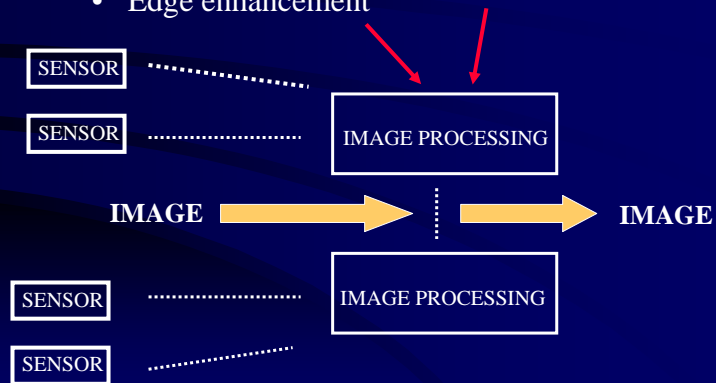 • Edge enhancement
SENSOR
SENSOR
IMAGE PROCESSING
IMAGE
IMAGE
SENSOR
IMAGE PROCESSING
SENSOR